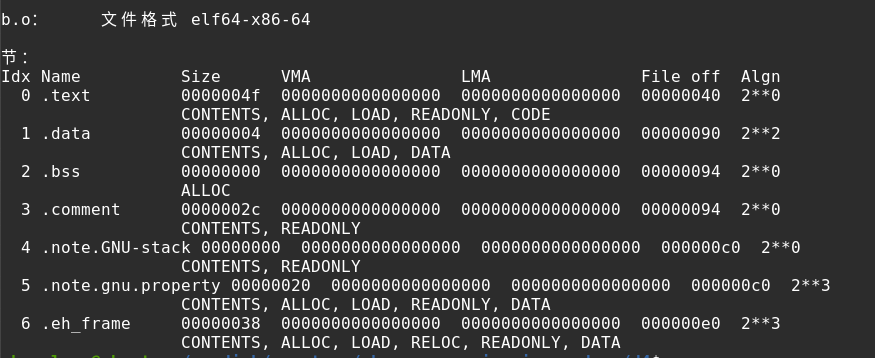 b.o：     文件格式 elf64-x86-64
节：
Idx Name          Size      VMA               LMA               File off  Algn
  0 .text         0000004f  0000000000000000  0000000000000000  00000040  2**0
                  CONTENTS, ALLOC, LOAD, READONLY, CODE
  1 .data         00000004  0000000000000000  0000000000000000  00000090  2**2
                  CONTENTS, ALLOC, LOAD, DATA
  2 .bss          00000000  0000000000000000  0000000000000000  00000094  2**0
                  ALLOC
  3 .comment      0000002c  0000000000000000  0000000000000000  00000094  2**0
                  CONTENTS, READONLY
  4 .note.GNU-stack 00000000  0000000000000000  0000000000000000  000000c0  2**0
                  CONTENTS, READONLY
  5 .note.gnu.property 00000020  0000000000000000  0000000000000000  000000c0  2**3
                  CONTENTS, ALLOC, LOAD, READONLY, DATA
  6 .eh_frame     00000038  0000000000000000  0000000000000000  000000e0  2**3
                  CONTENTS, ALLOC, LOAD, RELOC, READONLY, DATA